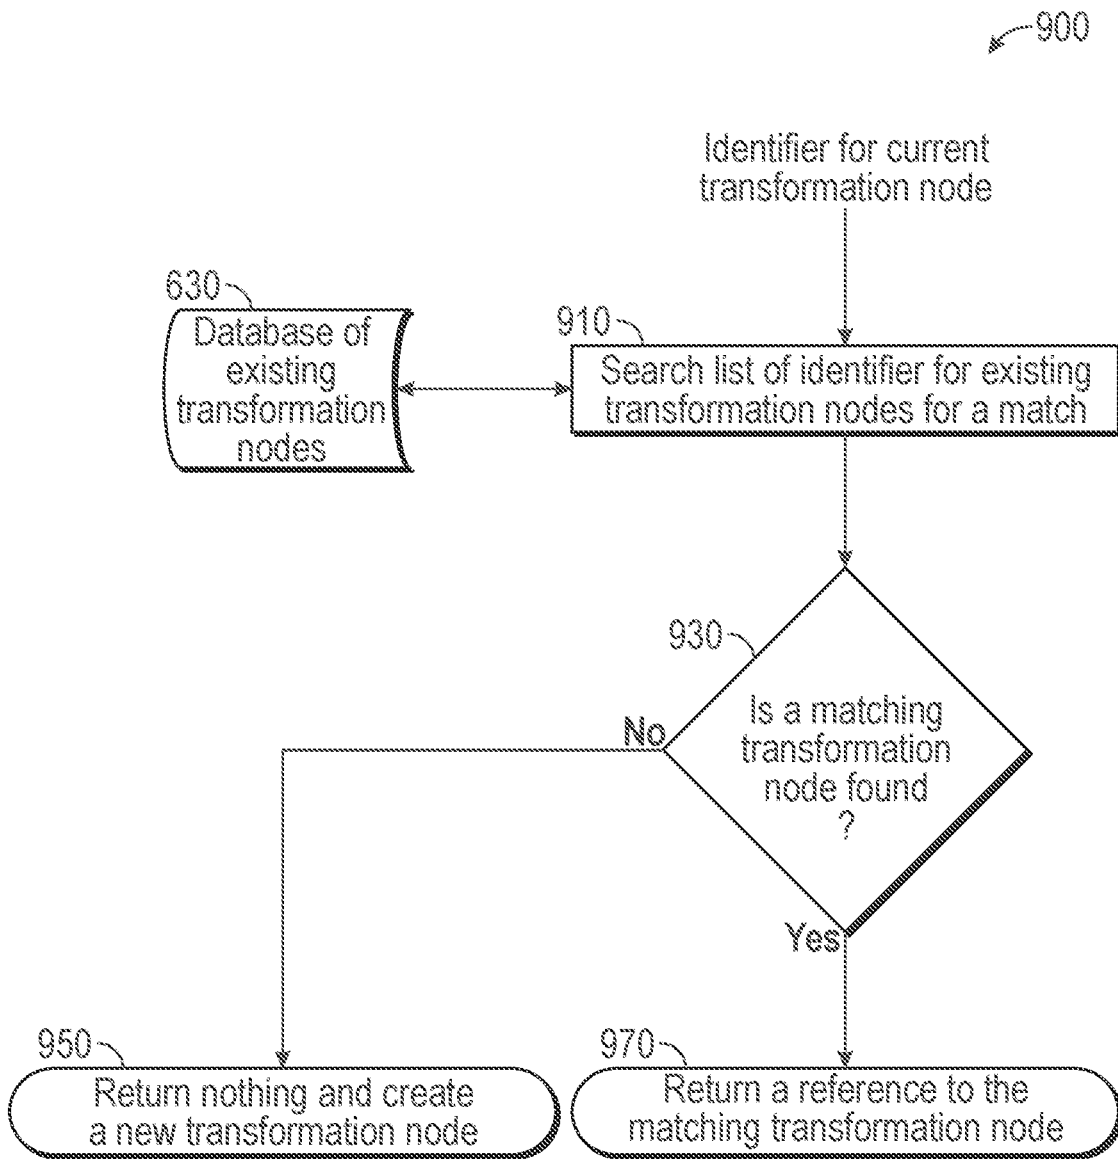 900
Identifier for current
transformation node
630
Database of
existing
transformation
nodes
910
Search list of identifier for existing
transformation nodes for a match
930
Is a matching
transformation
node found
?
No
Yes
950
Return nothing and create
a new transformation node
970
Return a reference to the
matching transformation node